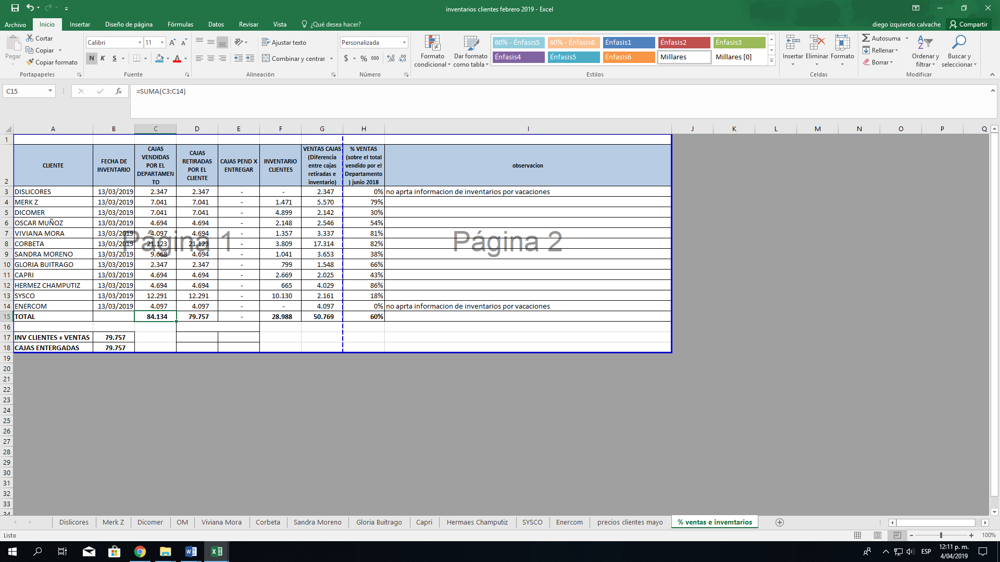 inventarios clientes febrero 2019 - Excel
Archivo Inicio Insertar Diseño de página Fórmulas Datos Revisar Vista ¿Qué desea hacer? diego izquierdo calvache Compartir
Pegar Cortar Copiar Copiar formato
Calibri 11 N K S
Ajustar texto Combinar y centrar
Personalizada $ % 000
Formato condicional Dar formato como tabla
60% - Énfasis5 60% - Énfasis6 Énfasis1 Énfasis2 Énfasis3
Énfasis4 Énfasis5 Énfasis6 Millares Millares [0]
Insertar Eliminar Formato
Autosuma Rellenar Borrar
Ordenar y filtrar Buscar y seleccionar
Portapapeles Fuente Alineación Número Estilos Celdas Modificar
C15 fx =SUMA(C3:C14)
A B C D E F G H I J K L M N O P Q
1
2 CLIENTE FECHA DE INVENTARIO CAJAS VENDIDAS POR EL DEPARTAMENTO CAJAS RETIRADAS POR EL CLIENTE CAJAS PEND X ENTREGAR INVENTARIO CLIENTES VENTAS CAJAS (Diferencia entre cajas retiradas e inventario) % VENTAS (sobre el total vendido por el Departamento ) junio 2018 observacion
3 DISLICORES 13/03/2019 2.347 2.347 - - 2.347 0% no aprta informacion de inventarios por vacaciones
4 MERK Z 13/03/2019 7.041 7.041 - 1.471 5.570 79%
5 DICOMER 13/03/2019 7.041 7.041 - 4.899 2.142 30%
6 OSCAR MUÑOZ 13/03/2019 4.694 4.694 - 2.148 2.546 54%
7 VIVIANA MORA 13/03/2019 4.097 4.694 - 1.357 3.337 81%
8 CORBETA 13/03/2019 21.123 21.123 - 3.809 17.314 82%
9 SANDRA MORENO 13/03/2019 9.668 4.694 - 1.041 3.653 38%
10 GLORIA BUITRAGO 13/03/2019 2.347 2.347 - 799 1.548 66%
11 CAPRI 13/03/2019 4.694 4.694 - 2.669 2.025 43%
12 HERMEZ CHAMPUTIZ 13/03/2019 4.694 4.694 - 665 4.029 86%
13 SYSCO 13/03/2019 12.291 12.291 - 10.130 2.161 18%
14 ENERCOM 13/03/2019 4.097 4.097 - - 4.097 0% no aprta informacion de inventarios por vacaciones
15 TOTAL 84.134 79.757 - 28.988 50.769 60%
16
17 INV CLIENTES + VENTAS 79.757
18 CAJAS ENTERGADAS 79.757
Página 1 Página 2
19
20
21
22
23
24
25
26
27
28
29
30
31
32
33
34
Dislicores Merk Z Dicomer OM Viviana Mora Corbeta Sandra Moreno Gloria Buitrago Capri Hermaes Champutiz SYSCO Enercom precios clientes mayo % ventas e invemtarios
Listo 100%
ESP 12:11 p. m.
4/04/2019